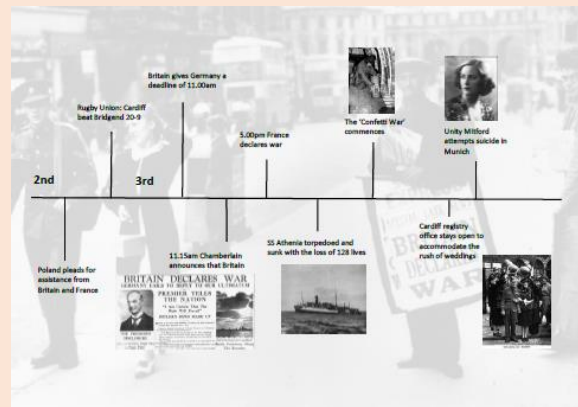 Britain gives Germany a
deadline of 11.00am
Rugby Union: Cardiff
beat Bridgend 20-9
5.00pm France
declares war
The 'Confetti War'
commences
Unity Mitford
attempts suicide in
Munich
2nd
3rd
Poland pleads for
assistance from
Britain and France
11.15am Chamberlain
announces that Britain
BRITAIN DECLARES WAR
PREMIER TELLS
THE NATION
SS Athenia torpedoed and
sunk with the loss of 128 lives
Cardiff registry
office stays open to
accommodate the
rush of weddings
BRITAIN
DECLARES
WAR